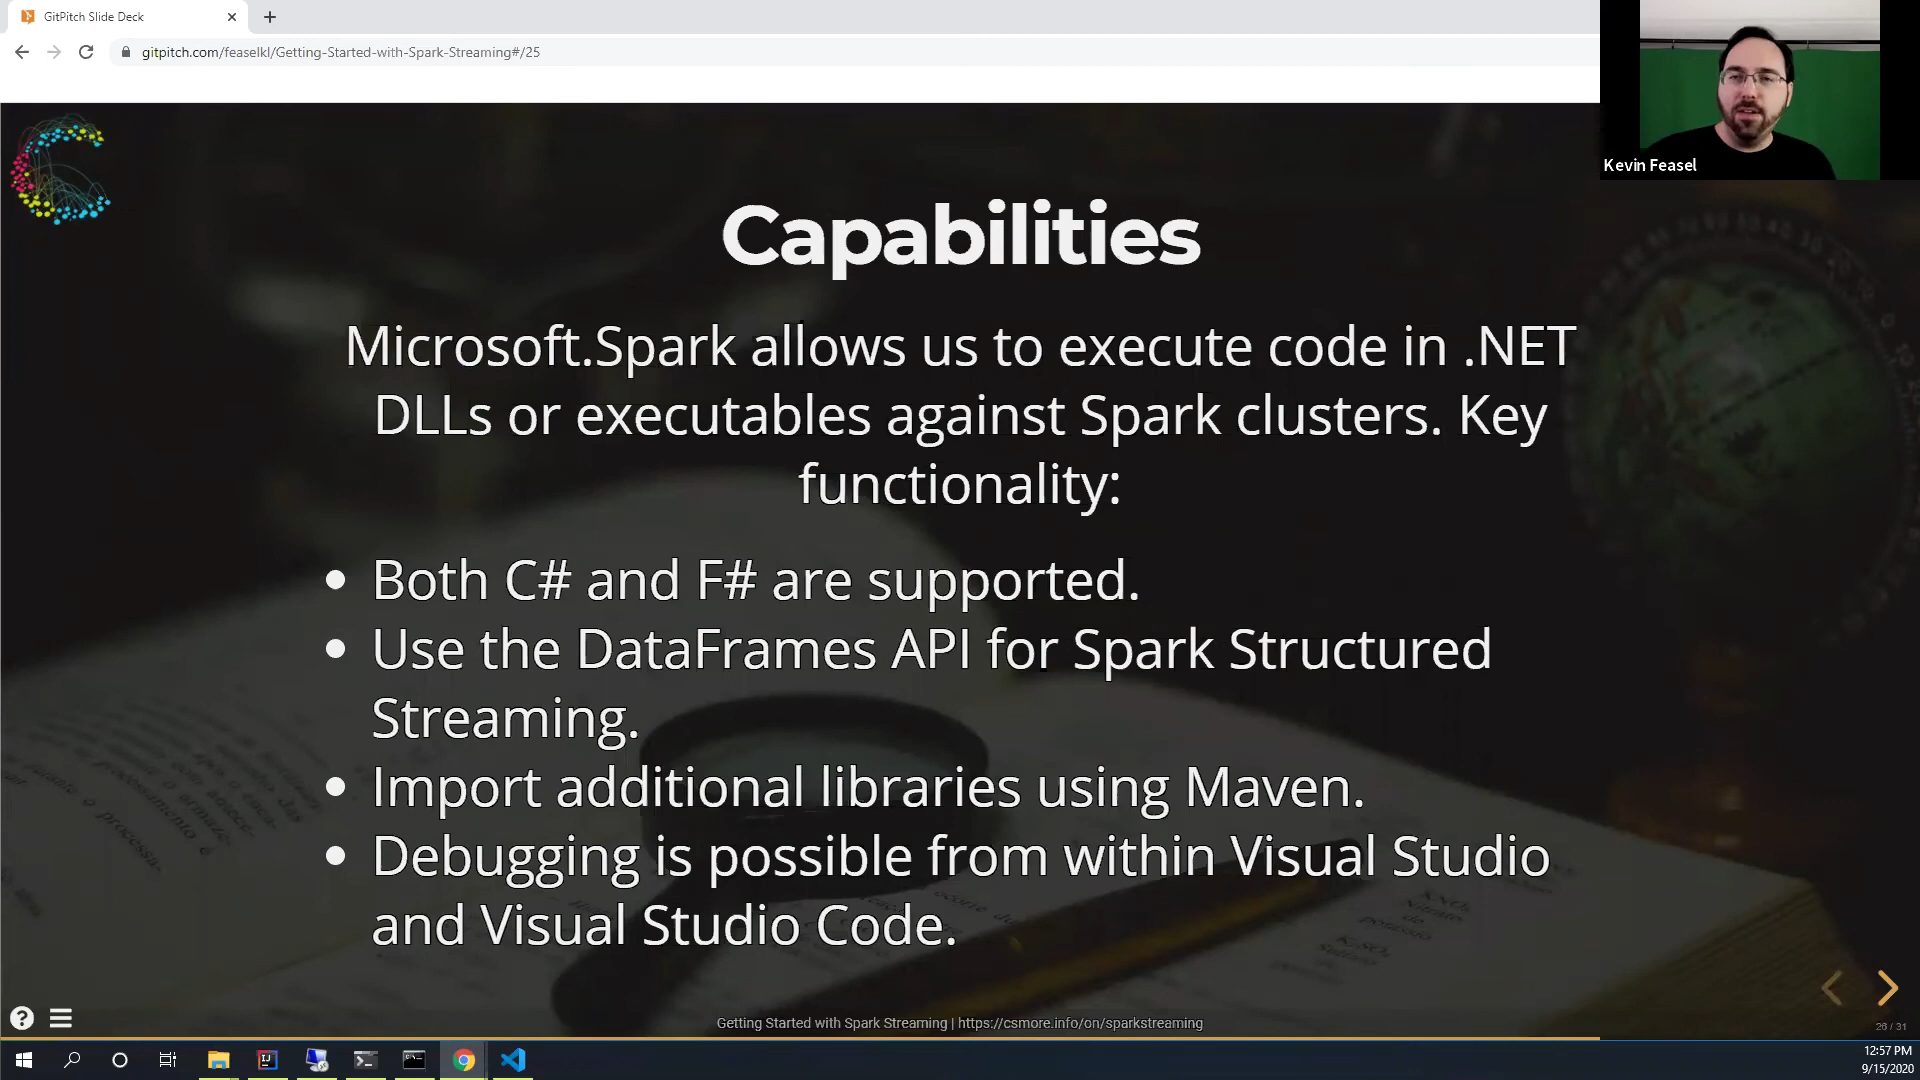 GitPitch Slide Deck
gitpitch.com/feaselkl/Getting-Started-with-Spark-Streaming#/25
Kevin Feasel
Capabilities
Microsoft.Spark allows us to execute code in .NET
DLLs or executables against Spark clusters. Key
functionality:
Both C# and F# are supported.
Use the DataFrames API for Spark Structured
Streaming.
Import additional libraries using Maven.
Debugging is possible from within Visual Studio
and Visual Studio Code.
Getting Started with Spark Streaming | https://csmore.info/on/sparkstreaming
26 / 31
12:57 PM
9/15/2020